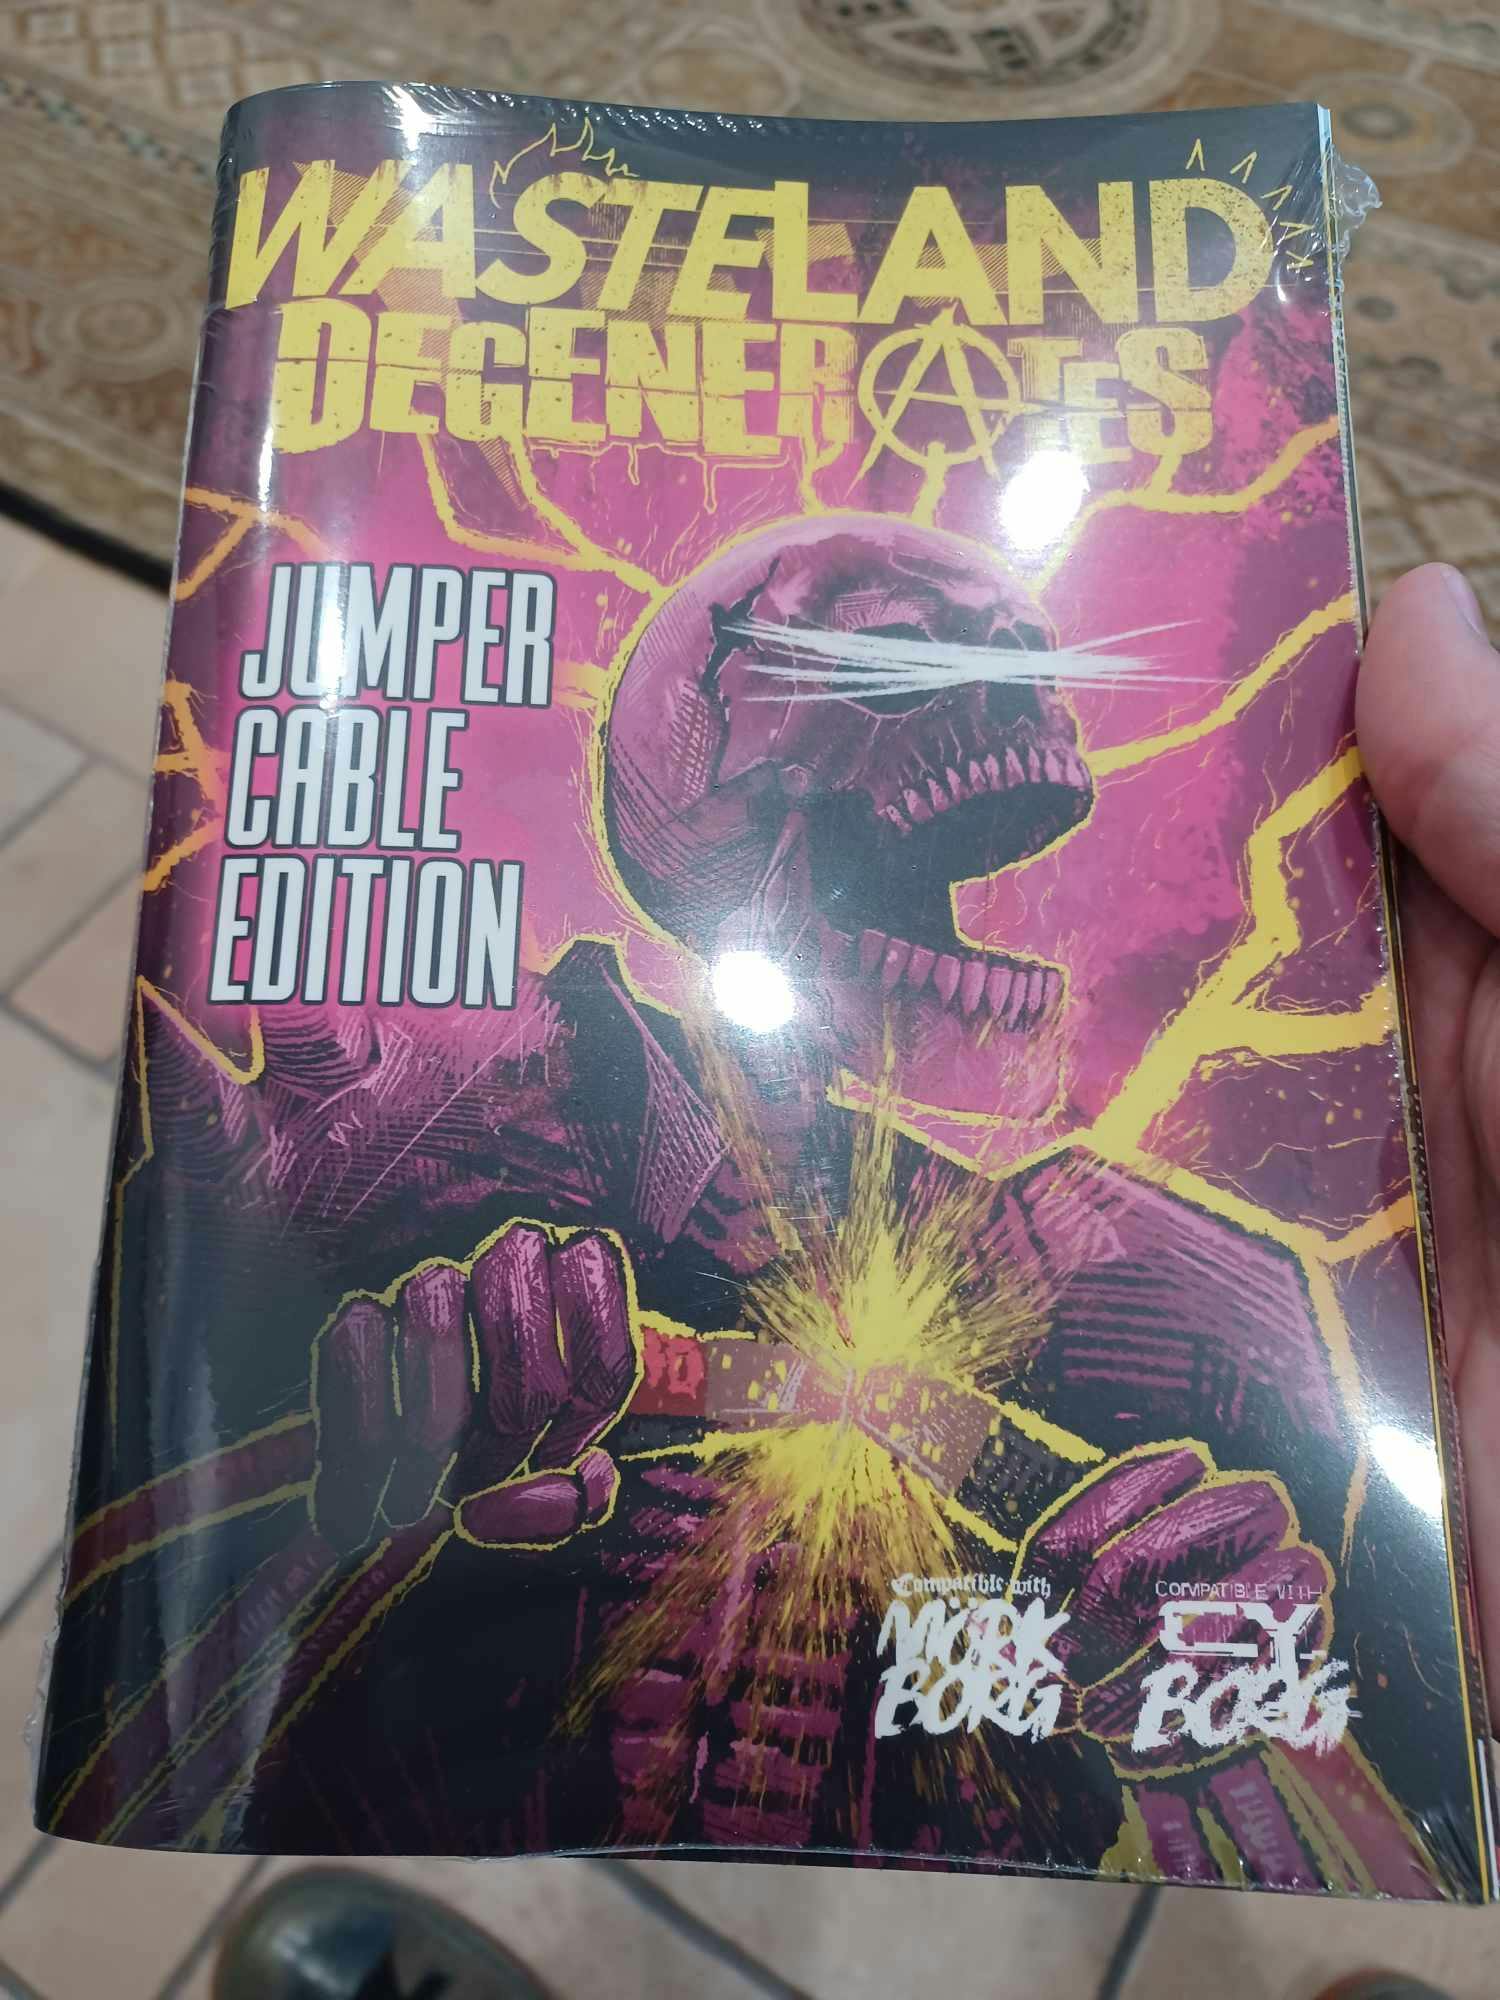 WASTELAND
DEGENERATES
JUMPER
CABLE
EDITION
Compatible with
MÖRK
BORG
COMPATIBLE WITH
CY_
BORG